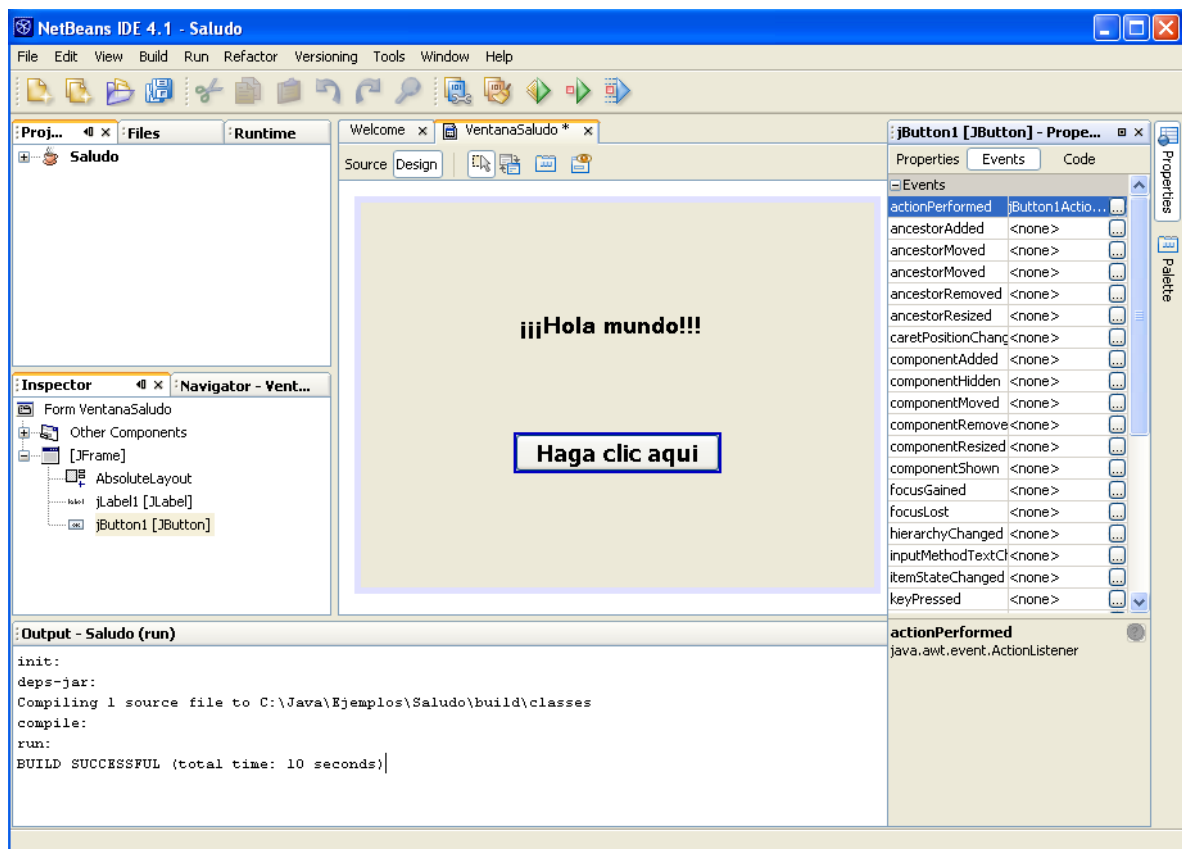 NetBeans IDE 4.1 - Saludo
File Edit View Build Run Refactor Versioning Tools Window Help
Proj... Files Runtime
Saludo
Welcome VentanaSaludo *
Source Design
¡¡¡Hola mundo!!!
Haga clic aqui
Inspector Navigator - Vent...
Form VentanaSaludo
Other Components
[JFrame]
AbsoluteLayout
jLabel1 [JLabel]
jButton1 [JButton]
jButton1 [JButton] - Prope...
Properties Events Code
Events
actionPerformed jButton1Actio... ...
ancestorAdded <none> ...
ancestorMoved <none> ...
ancestorMoved <none> ...
ancestorRemoved <none> ...
ancestorResized <none> ...
caretPositionChang <none> ...
componentAdded <none> ...
componentHidden <none> ...
componentMoved <none> ...
componentRemove <none> ...
componentResized <none> ...
componentShown <none> ...
focusGained <none> ...
focusLost <none> ...
hierarchyChanged <none> ...
inputMethodTextCh <none> ...
itemStateChanged <none> ...
keyPressed <none> ...
actionPerformed
java.awt.event.ActionListener
Properties
Palette
Output - Saludo (run)
init:
deps-jar:
Compiling 1 source file to C:\Java\Ejemplos\Saludo\build\classes
compile:
run:
BUILD SUCCESSFUL (total time: 10 seconds)